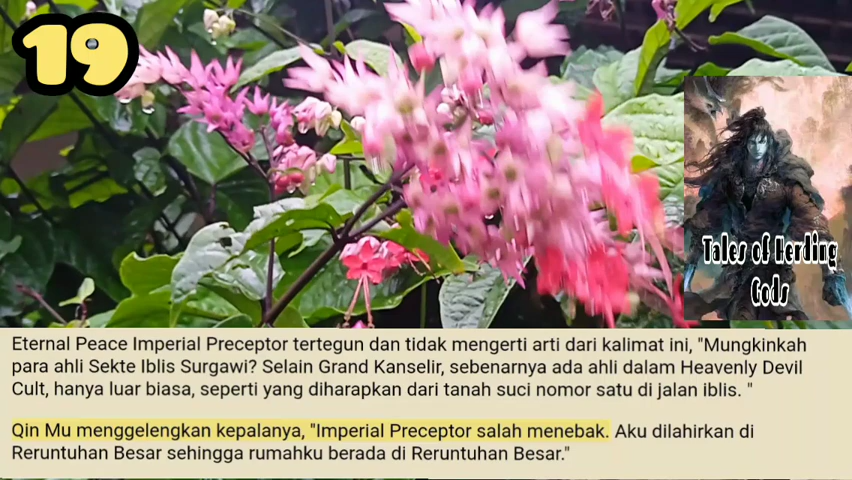 19
Tales of Herding
Gods
Eternal Peace Imperial Preceptor tertegun dan tidak mengerti arti dari kalimat ini, "Mungkinkah
para ahli Sekte Iblis Surgawi? Selain Grand Kanselir, sebenarnya ada ahli dalam Heavenly Devil
Cult, hanya luar biasa, seperti yang diharapkan dari tanah suci nomor satu di jalan iblis. "
Qin Mu menggelengkan kepalanya, "Imperial Preceptor salah menebak. Aku dilahirkan di
Reruntuhan Besar sehingga rumahku berada di Reruntuhan Besar."